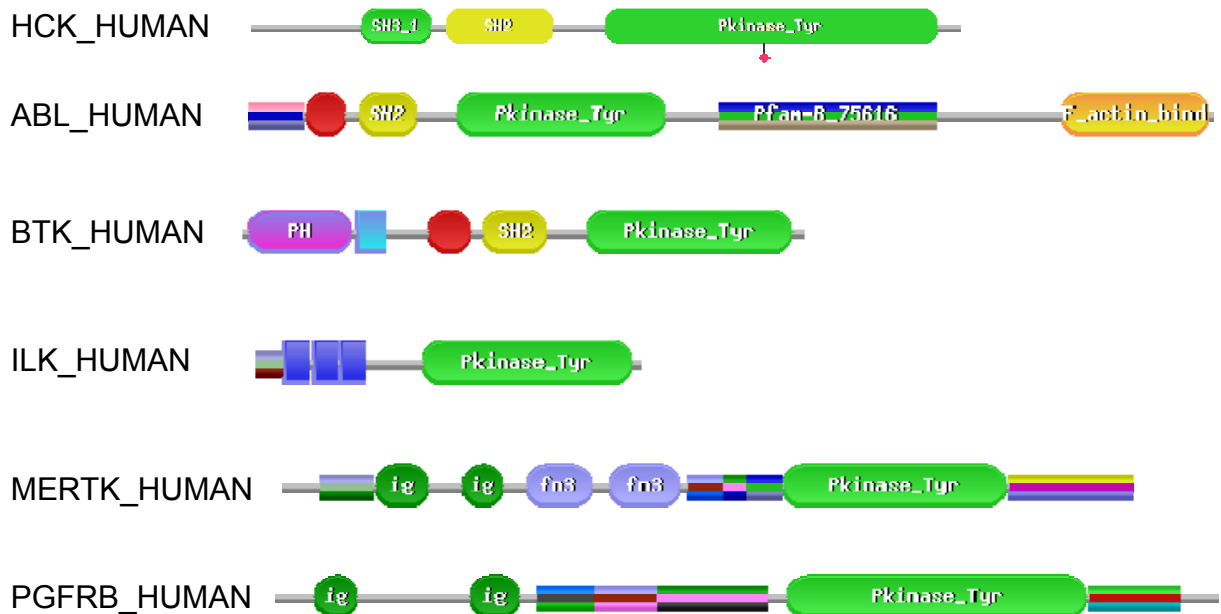 HCK_HUMAN SH3_1 SH2 Pkinase_Tyr
ABL_HUMAN SH2 Pkinase_Tyr Pfam-B_75616 F_actin_bind
BTK_HUMAN PH SH2 Pkinase_Tyr
ILK_HUMAN Pkinase_Tyr
MERTK_HUMAN ig ig fn3 fn3 Pkinase_Tyr
PGFRB_HUMAN ig ig Pkinase_Tyr